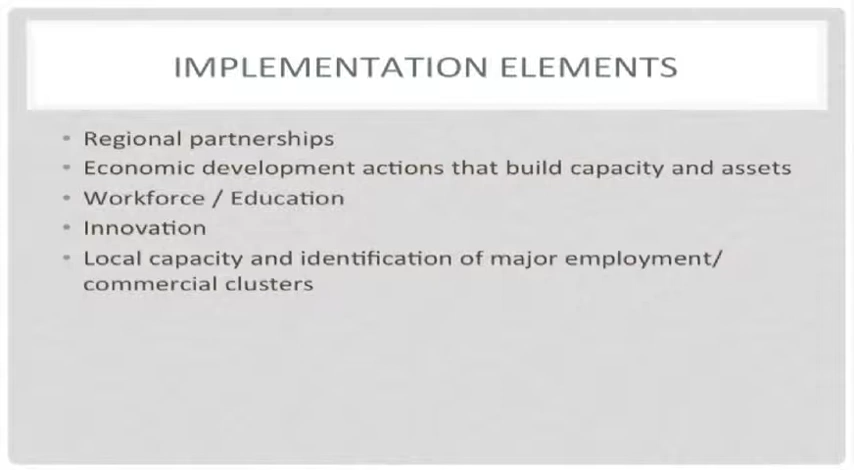 IMPLEMENTATION ELEMENTS
• Regional partnerships
• Economic development actions that build capacity and assets
• Workforce / Education
• Innovation
• Local capacity and identification of major employment/
commercial clusters